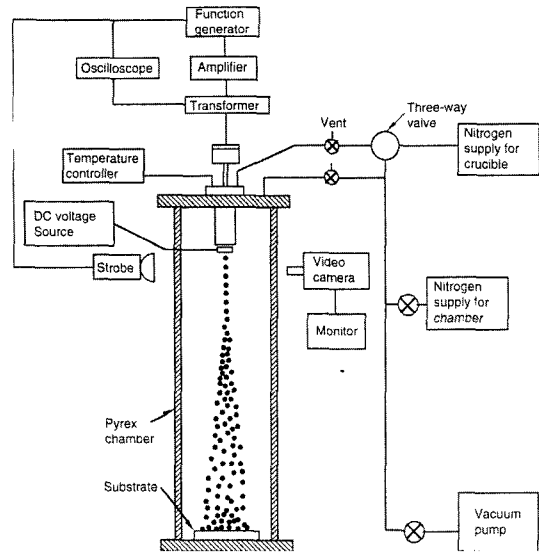 Function
generator
Oscilloscope
Amplifier
Transformer
Vent
Three-way
valve
Temperature
controller
Nitrogen
supply for
crucible
DC voltage
Source
Strobe
Video
camera
Monitor
Nitrogen
supply for
chamber
Pyrex
chamber
Substrate
Vacuum
pump